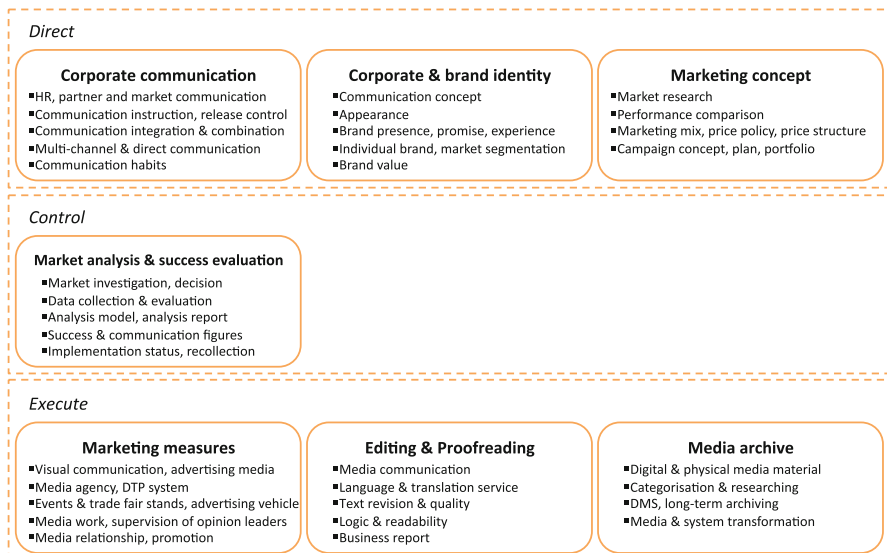 Direct
Corporate communication
▪HR, partner and market communication
▪Communication instruction, release control
▪Communication integration & combination
▪Multi-channel & direct communication
▪Communication habits
Corporate & brand identity
▪Communication concept
▪Appearance
▪Brand presence, promise, experience
▪Individual brand, market segmentation
▪Brand value
Marketing concept
▪Market research
▪Performance comparison
▪Marketing mix, price policy, price structure
▪Campaign concept, plan, portfolio
Control
Market analysis & success evaluation
▪Market investigation, decision
▪Data collection & evaluation
▪Analysis model, analysis report
▪Success & communication figures
▪Implementation status, recollection
Execute
Marketing measures
▪Visual communication, advertising media
▪Media agency, DTP system
▪Events & trade fair stands, advertising vehicle
▪Media work, supervision of opinion leaders
▪Media relationship, promotion
Editing & Proofreading
▪Media communication
▪Language & translation service
▪Text revision & quality
▪Logic & readability
▪Business report
Media archive
▪Digital & physical media material
▪Categorisation & researching
▪DMS, long-term archiving
▪Media & system transformation